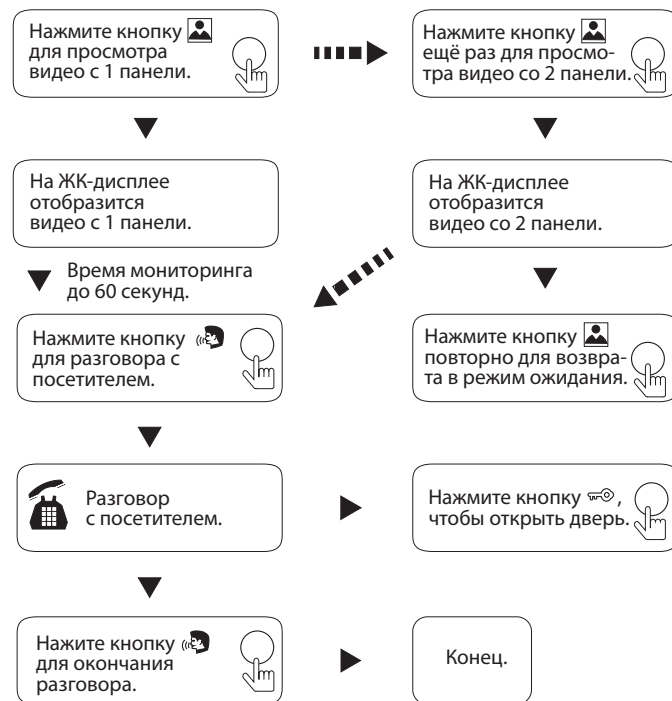 Нажмите кнопку
для просмотра
видео с 1 панели.
Нажмите кнопку
ещё раз для просмо-
тра видео со 2 панели.
На ЖК-дисплее
отобразится
видео с 1 панели.
На ЖК-дисплее
отобразится
видео со 2 панели.
Время мониторинга
до 60 секунд.
Нажмите кнопку
для разговора с
посетителем.
Нажмите кнопку
повторно для возвра-
та в режим ожидания.
Разговор
с посетителем.
Нажмите кнопку ,
чтобы открыть дверь.
Нажите кнопку
для окончания
разговора.
Конец.